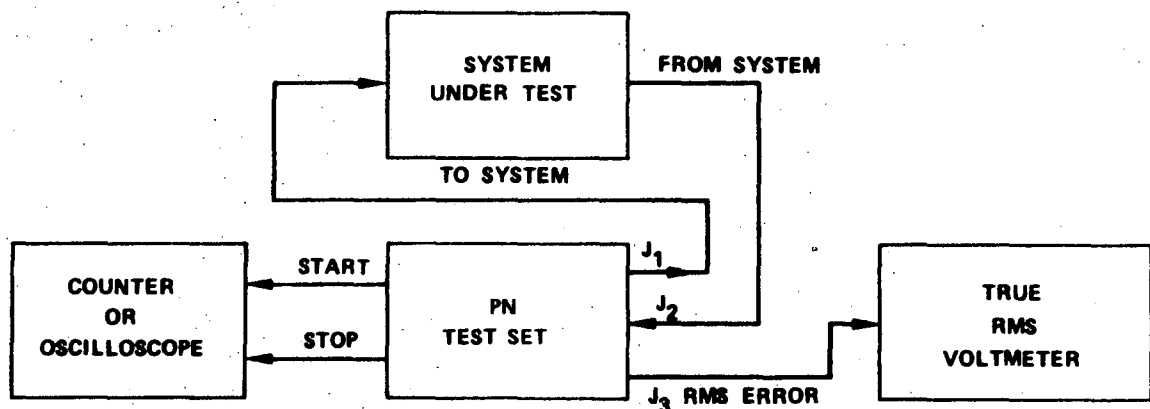 SYSTEM
UNDER TEST
FROM SYSTEM
TO SYSTEM
COUNTER
OR
OSCILLOSCOPE
START
STOP
PN
TEST SET
J1
J2
J3 RMS ERROR
TRUE
RMS
VOLTMETER